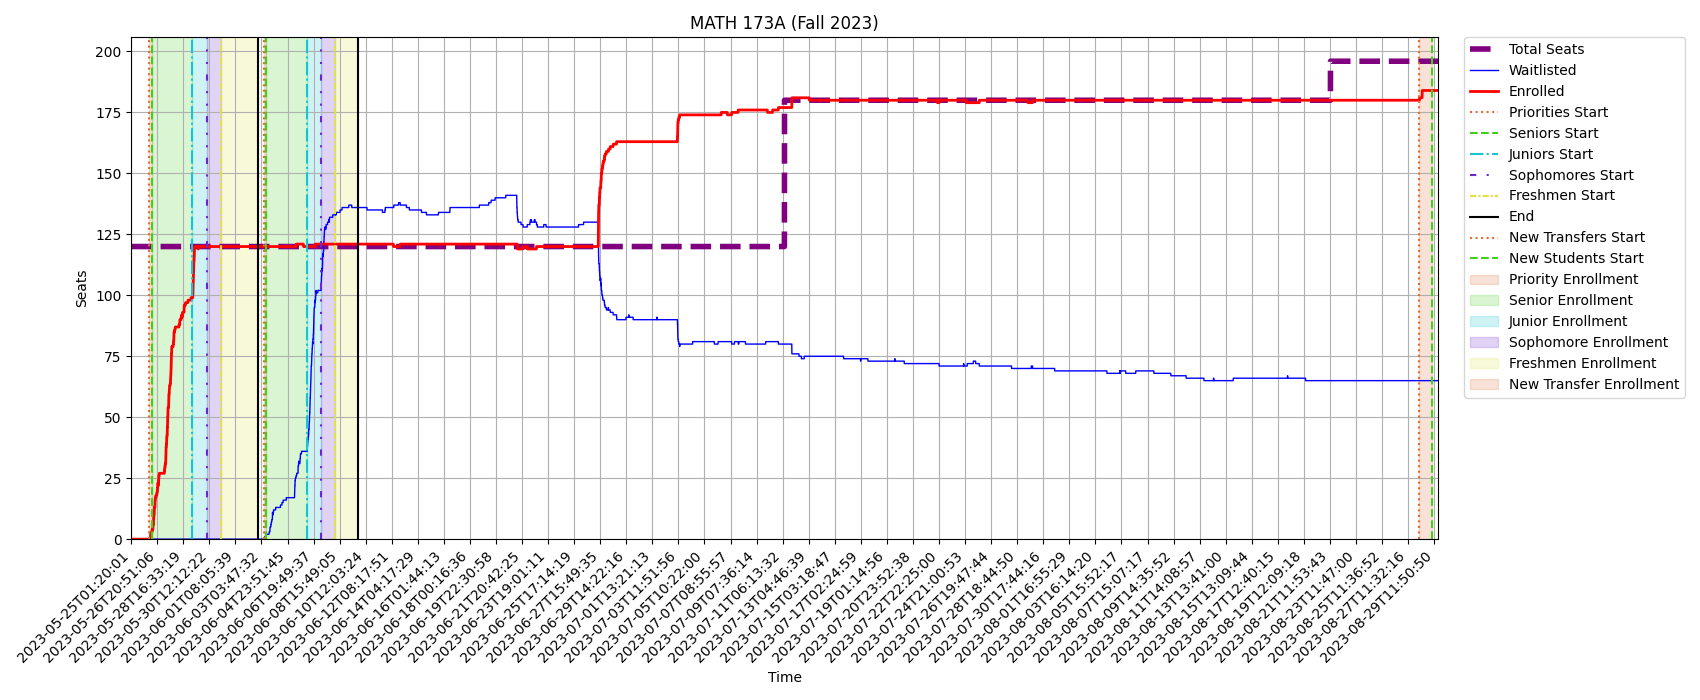 MATH 173A (Fall 2023)
Seats
200
175
150
125
100
75
50
25
0
2023-05-25T01:20:01
2023-05-26T20:51:06
2023-05-28T16:33:19
2023-05-30T12:12:22
2023-06-01T08:05:39
2023-06-03T03:47:32
2023-06-04T23:51:45
2023-06-06T19:49:37
2023-06-08T15:49:05
2023-06-10T12:03:24
2023-06-12T08:17:51
2023-06-14T04:17:29
2023-06-16T01:44:13
2023-06-18T00:16:36
2023-06-19T22:30:58
2023-06-21T20:42:25
2023-06-23T19:01:11
2023-06-25T17:14:19
2023-06-27T15:49:35
2023-06-29T14:22:16
2023-07-01T13:21:13
2023-07-03T11:51:56
2023-07-05T10:22:00
2023-07-07T08:55:57
2023-07-09T07:36:14
2023-07-11T06:13:32
2023-07-13T04:46:39
2023-07-15T03:18:47
2023-07-17T02:24:59
2023-07-19T01:14:56
2023-07-20T23:52:38
2023-07-22T22:25:00
2023-07-24T21:00:53
2023-07-26T19:47:44
2023-07-28T18:44:50
2023-07-30T17:44:16
2023-08-01T16:55:29
2023-08-03T16:14:20
2023-08-05T15:52:17
2023-08-07T15:07:17
2023-08-09T14:35:52
2023-08-11T14:08:57
2023-08-13T13:41:00
2023-08-15T13:09:44
2023-08-17T12:40:15
2023-08-19T12:09:18
2023-08-21T11:53:43
2023-08-23T11:47:00
2023-08-25T11:36:52
2023-08-27T11:32:16
2023-08-29T11:50:50
Time
Total Seats
Waitlisted
Enrolled
Priorities Start
Seniors Start
Juniors Start
Sophomores Start
Freshmen Start
End
New Transfers Start
New Students Start
Priority Enrollment
Senior Enrollment
Junior Enrollment
Sophomore Enrollment
Freshmen Enrollment
New Transfer Enrollment